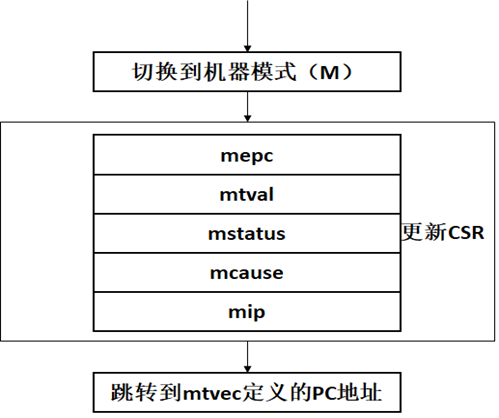 切换到机器模式（M）
mepc
mtval
mstatus
更新CSR
mcause
mip
跳转到mtvec定义的PC地址